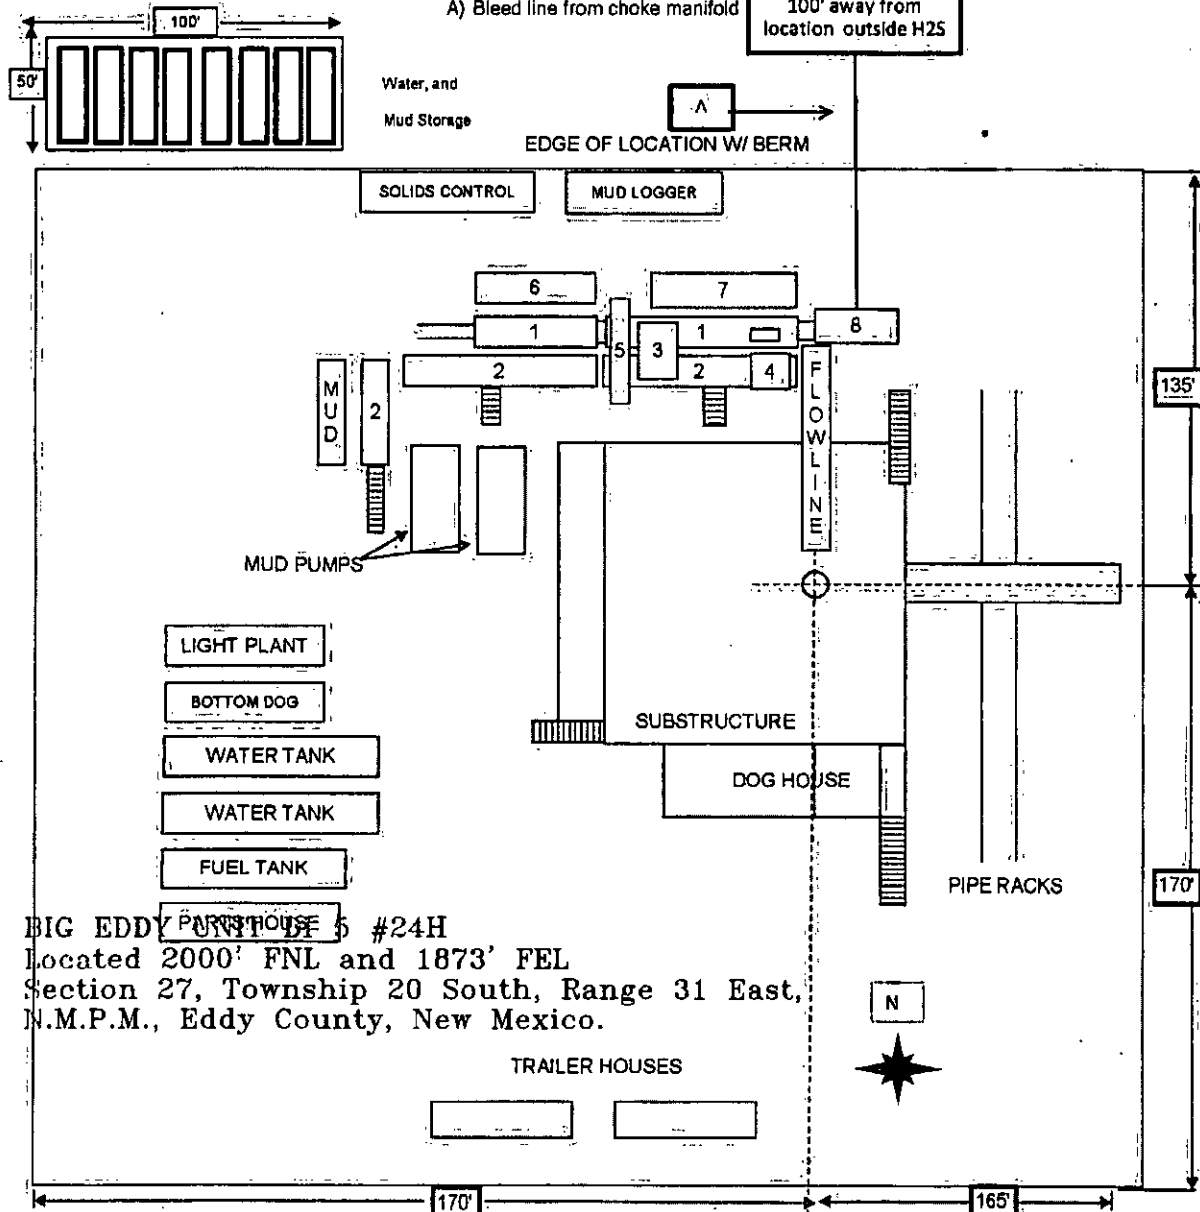 A) Bleed line from choke manifold
100' away from
location outside H2S
100'
50'
Water, and
Mud Storage
A
EDGE OF LOCATION W/ BERM
SOLIDS CONTROL
MUD LOGGER
6
7
1
1
8
5
3
2
2
4
MUD
2
FLOWLINE
135'
MUD PUMPS
LIGHT PLANT
BOTTOM DOG
WATER TANK
WATER TANK
FUEL TANK
PARTS HOUSE
SUBSTRUCTURE
DOG HOUSE
PIPE RACKS
170'
BIG EDDY UNIT DI 5 #24H
Located 2000' FNL and 1873' FEL
Section 27, Township 20 South, Range 31 East,
N.M.P.M., Eddy County, New Mexico.
N
TRAILER HOUSES
170'
165'